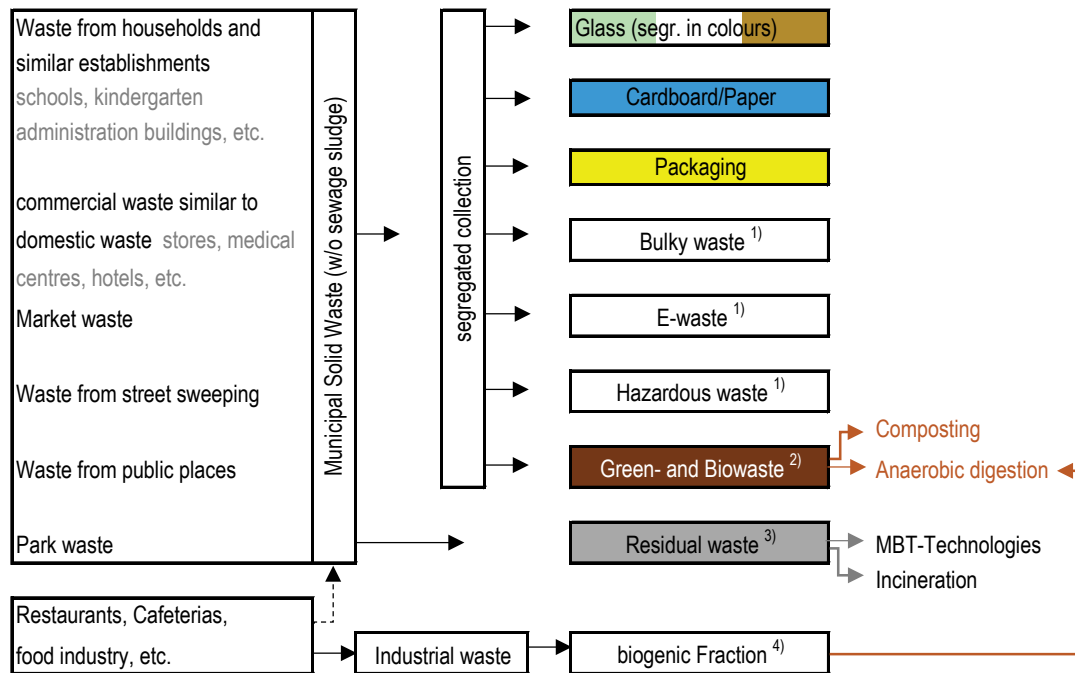 Waste from households and
similar establishments
schools, kindergarten
administration buildings, etc.
commercial waste similar to
domestic waste stores, medical
centres, hotels, etc.
Market waste
Waste from street sweeping
Waste from public places
Park waste
Municipal Solid Waste (w/o sewage sludge)
segregated collection
Glass (segr. in colours)
Cardboard/Paper
Packaging
Bulky waste 1)
E-waste 1)
Hazardous waste 1)
Green- and Biowaste 2)
Composting
Anaerobic digestion
Residual waste 3)
MBT-Technologies
Incineration
Restaurants, Cafeterias,
food industry, etc.
Industrial waste
biogenic Fraction 4)